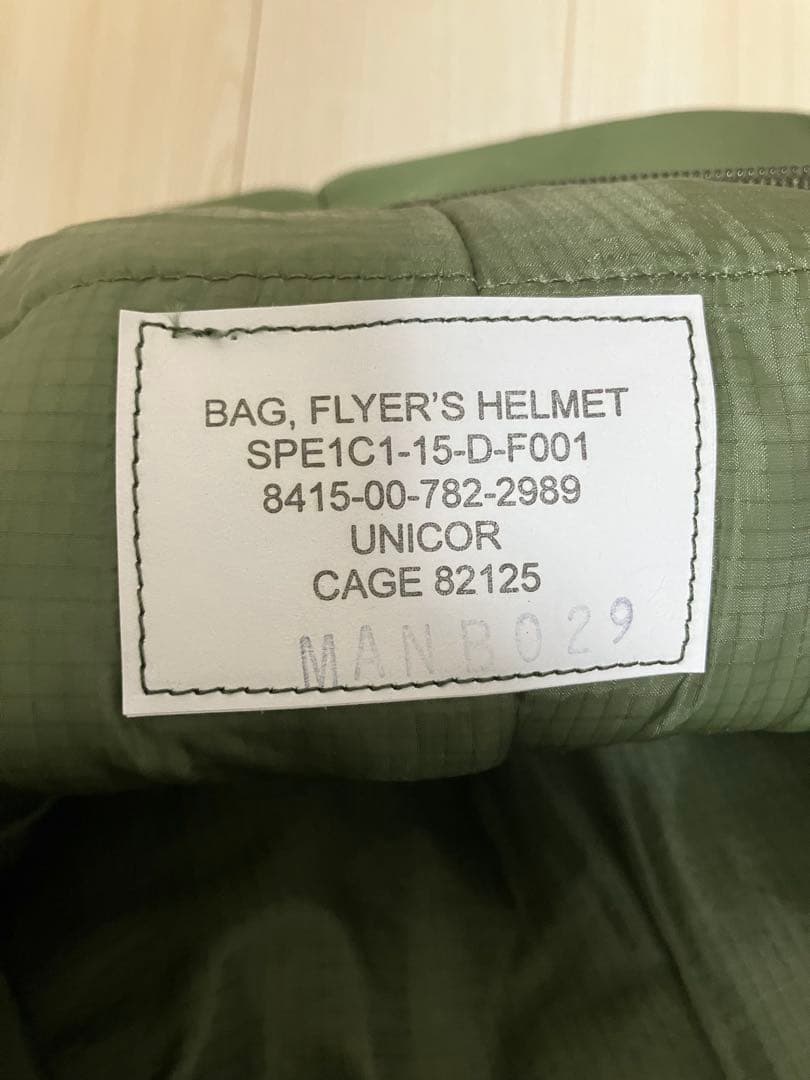 BAG, FLYER'S HELMET
SPE1C1-15-D-F001
8415-00-782-2989
UNICOR
CAGE 82125
MANB029